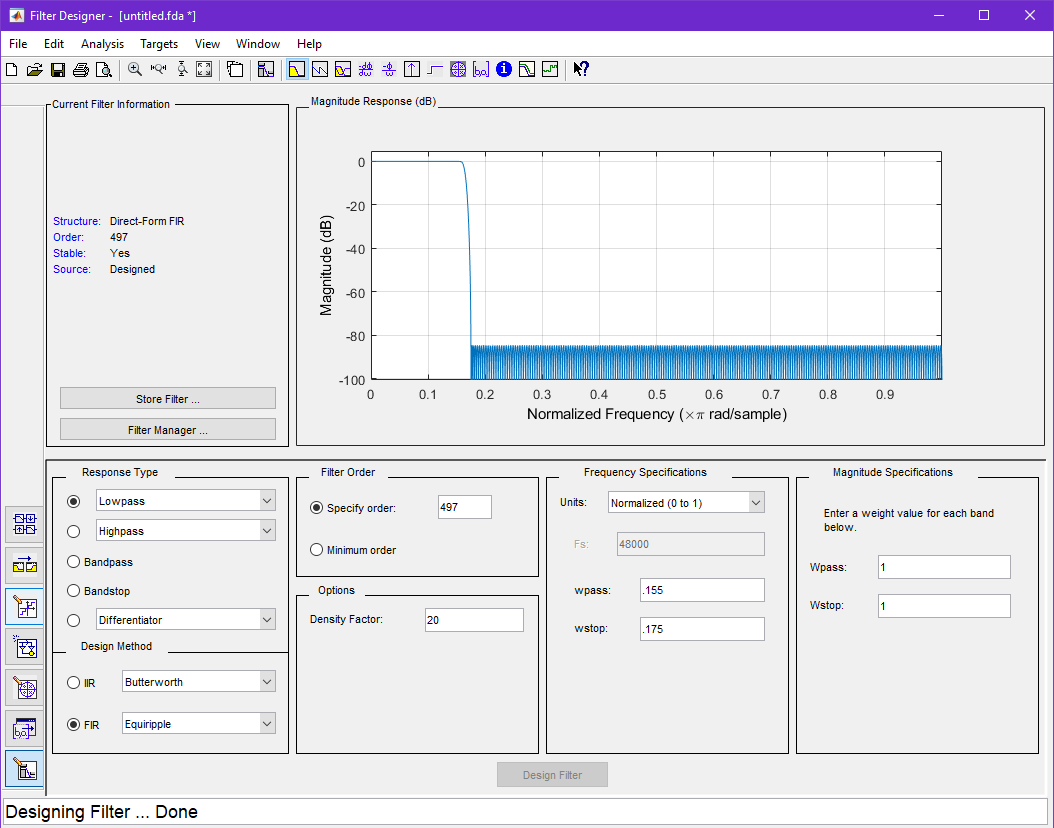 Filter Designer - [untitled.fda *]
File Edit Analysis Targets View Window Help
Current Filter Information
Structure: Direct-Form FIR
Order: 497
Stable: Yes
Source: Designed
Store Filter ...
Filter Manager ...
Magnitude Response (dB)
0
-20
-40
-60
-80
-100
Magnitude (dB)
0 0.1 0.2 0.3 0.4 0.5 0.6 0.7 0.8 0.9
Normalized Frequency (×π rad/sample)
Response Type
Lowpass
Highpass
Bandpass
Bandstop
Differentiator
Design Method
IIR Butterworth
FIR Equiripple
Filter Order
Specify order: 497
Minimum order
Options
Density Factor: 20
Frequency Specifications
Units: Normalized (0 to 1)
Fs: 48000
wpass: .155
wstop: .175
Magnitude Specifications
Enter a weight value for each band
below.
Wpass: 1
Wstop: 1
Design Filter
Designing Filter ... Done